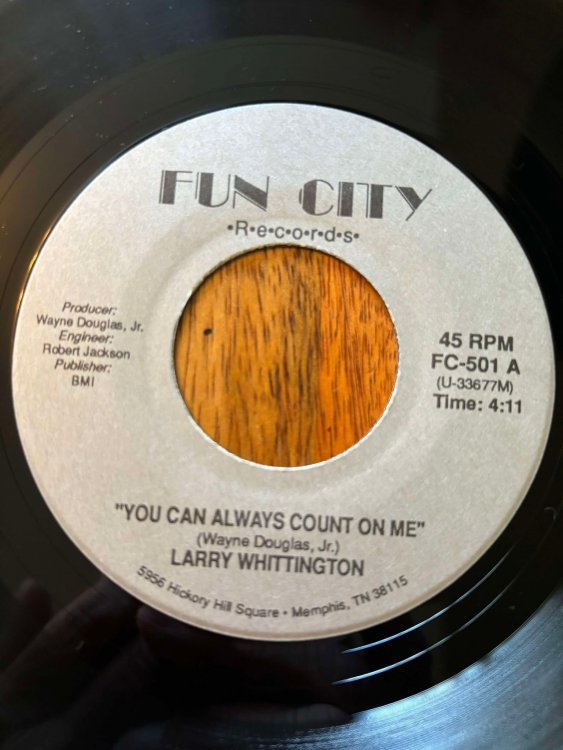 FUN CITY
•R•e•c•o•r•d•s•
Producer:
Wayne Douglas, Jr.
Engineer:
Robert Jackson
Publisher:
BMI
45 RPM
FC-501 A
(U-33677M)
Time: 4:11
"YOU CAN ALWAYS COUNT ON ME"
(Wayne Douglas, Jr.)
LARRY WHITTINGTON
5956 Hickory Hill Square • Memphis, TN 38115